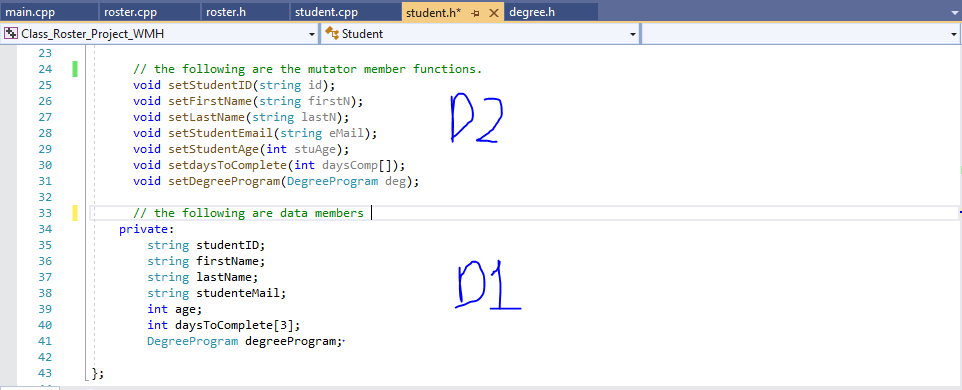 main.cpp roster.cpp roster.h student.cpp student.h* degree.h
Class_Roster_Project_WMH Student
23
24 // the following are the mutator member functions.
25 void setStudentID(string id);
26 void setFirstName(string firstN);
27 void setLastName(string lastN);
28 void setStudentEmail(string eMail);
29 void setStudentAge(int stuAge);
30 void setdaysToComplete(int daysComp[]);
31 void setDegreeProgram(DegreeProgram deg);
D2
32
33 // the following are data members
34 private:
35 string studentID;
36 string firstName;
37 string lastName;
38 string studenteMail;
39 int age;
40 int daysToComplete[3];
41 DegreeProgram degreeProgram;
D1
42
43 };